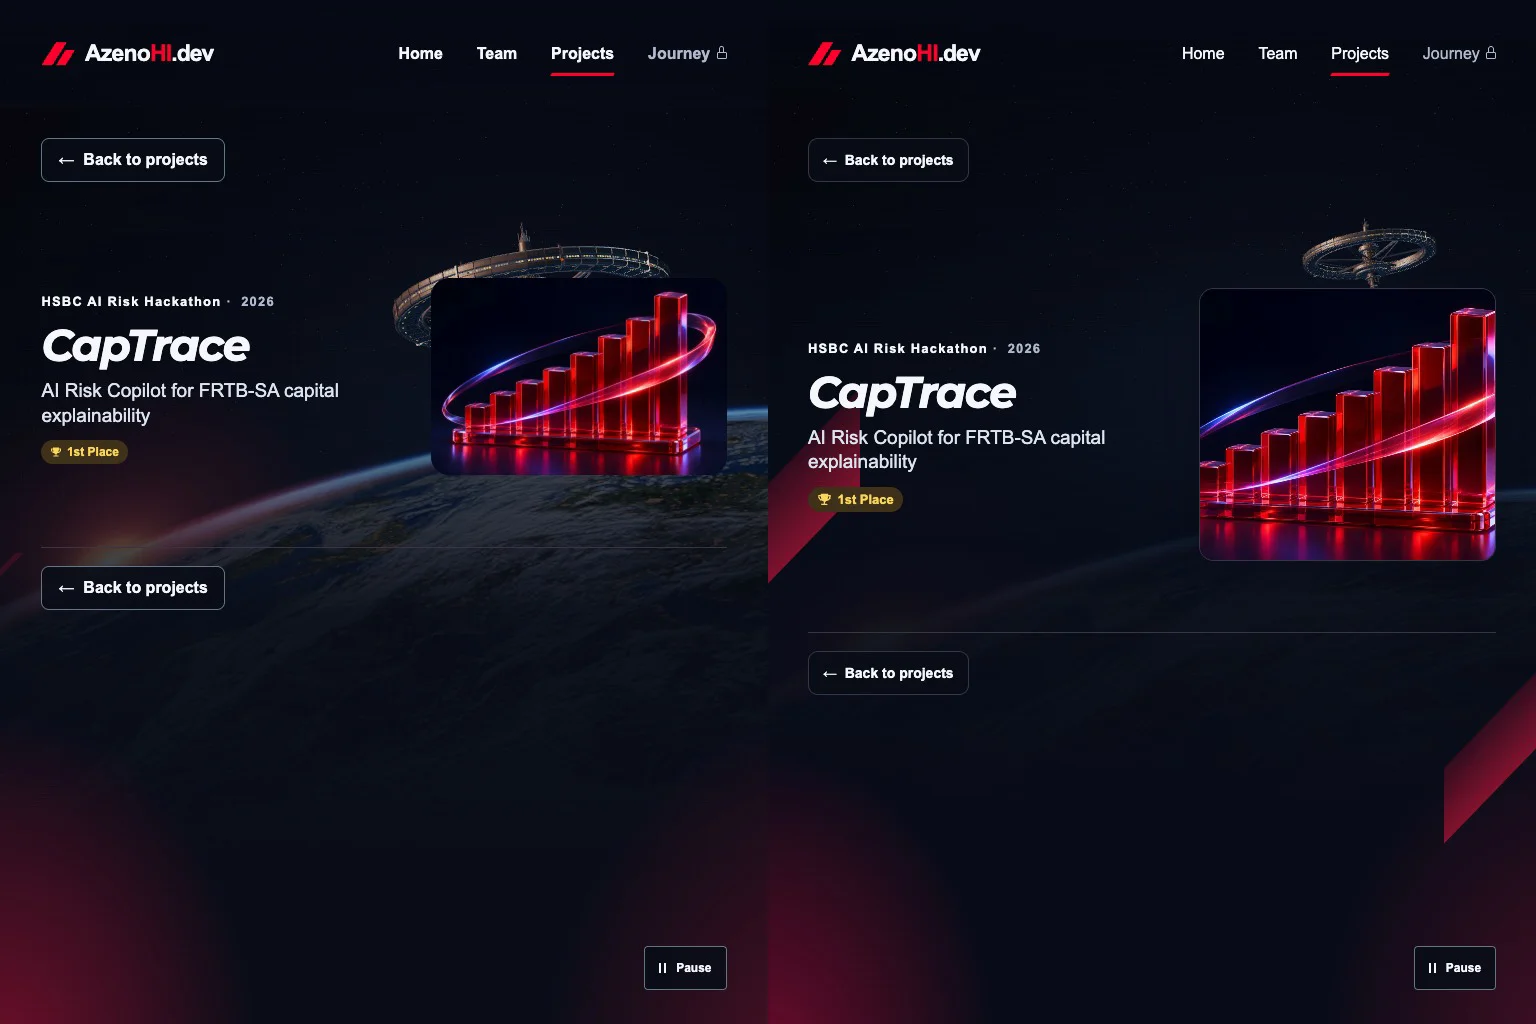 AzenoHI.dev
Home Team Projects Journey
← Back to projects
HSBC AI Risk Hackathon · 2026
CapTrace
AI Risk Copilot for FRTB-SA capital
explainability
1st Place
← Back to projects
Pause
AzenoHI.dev
Home Team Projects Journey
← Back to projects
HSBC AI Risk Hackathon · 2026
CapTrace
AI Risk Copilot for FRTB-SA capital
explainability
1st Place
← Back to projects
Pause